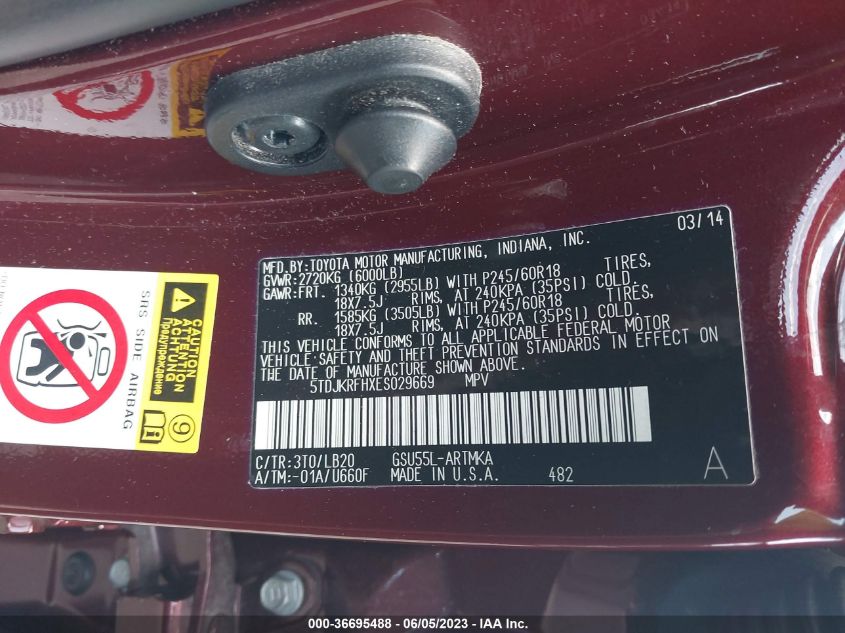 03/14
MFD.BY:TOYOTA MOTOR MANUFACTURING, INDIANA, INC.
GVWR:2720KG (6000LB)
GAWR:FRT. 1340KG (2955LB) WITH P245/60R18 TIRES,
18X7.5J RIMS, AT 240KPA (35PSI) COLD.
RR. 1585KG (3505LB) WITH P245/60R18 TIRES,
18X7.5J RIMS, AT 240KPA (35PSI) COLD.
THIS VEHICLE CONFORMS TO ALL APPLICABLE FEDERAL MOTOR
VEHICLE SAFETY AND THEFT PREVENTION STANDARDS IN EFFECT ON
THE DATE OF MANUFACTURE SHOWN ABOVE.
5TDJKRFHXES029669 MPV
C/TR:3T0/LB20 GSU55L-ARTMKA
A/TM:-01A/U660F MADE IN U.S.A. 482 A
SRS SIDE AIRBAG
CAUTION
ATTENTION
ACHTUNG
Предупреждение
9
000 - 36695488 - 06/05/2023 - IAA Inc.